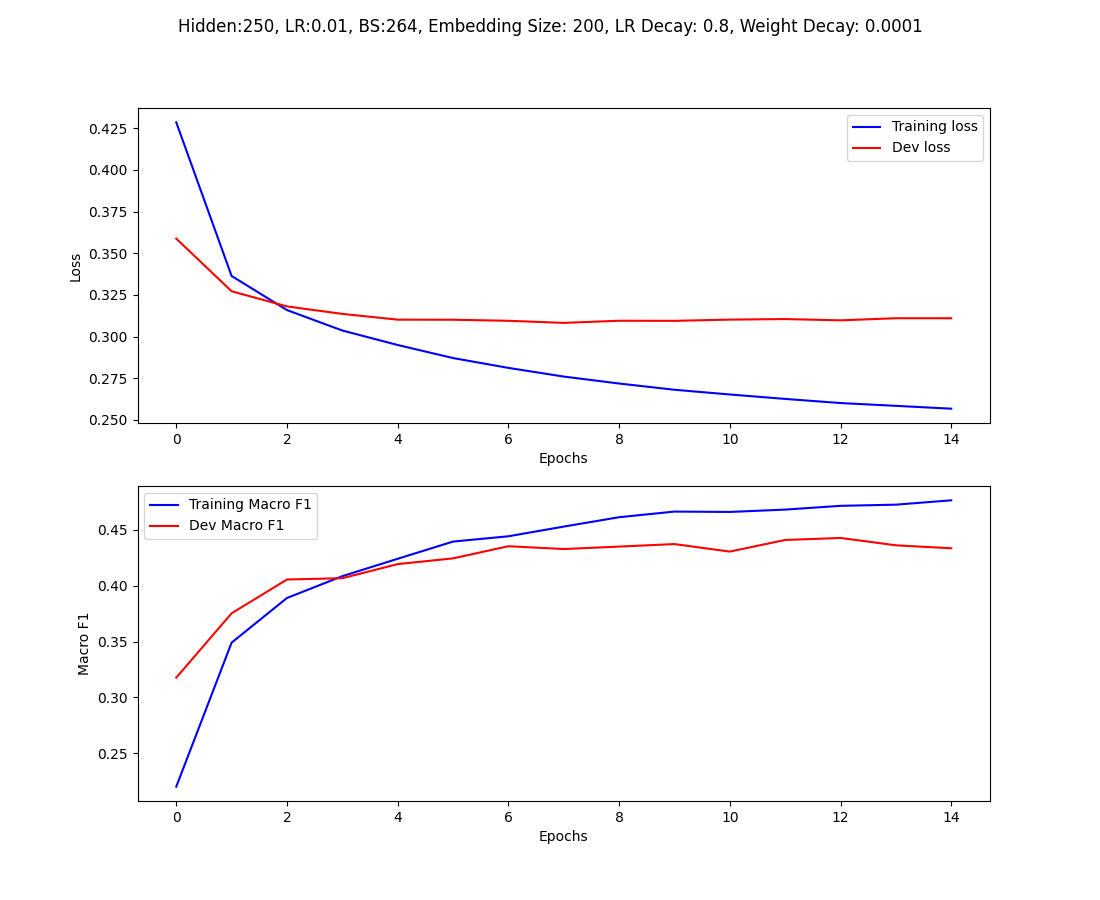 Hidden:250, LR:0.01, BS:264, Embedding Size: 200, LR Decay: 0.8, Weight Decay: 0.0001
Training loss
Dev loss
0.425
0.400
0.375
0.350
0.325
0.300
0.275
0.250
Loss
0 2 4 6 8 10 12 14
Epochs
Training Macro F1
Dev Macro F1
0.45
0.40
0.35
0.30
0.25
Macro F1
0 2 4 6 8 10 12 14
Epochs